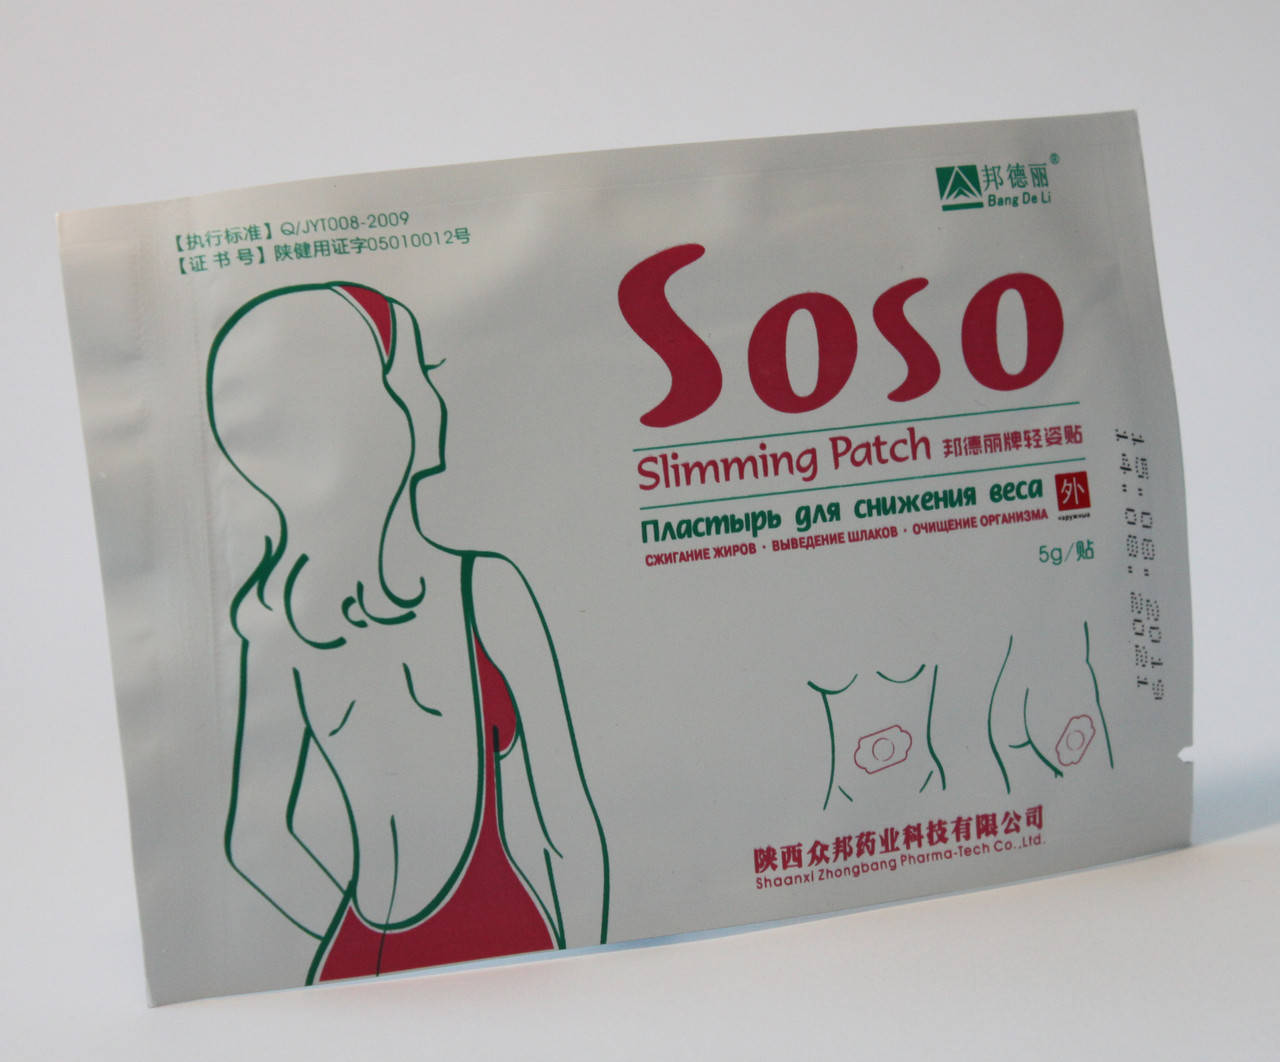 【执行标准】Q/JYT008-2009
【证书号】陕健用证字05010012号
邦德丽®
Bang De Li
Soso
Slimming Patch 邦德丽牌轻姿贴
Пластырь для снижения веса 外
наружный
СЖИГАНИЕ ЖИРОВ · ВЫВЕДЕНИЕ ШЛАКОВ · ОЧИЩЕНИЕ ОРГАНИЗМА
5g/贴
15.08.2019
14.08.2021
陕西众邦药业科技有限公司
Shaanxi Zhongbang Pharma-Tech Co.,Ltd.